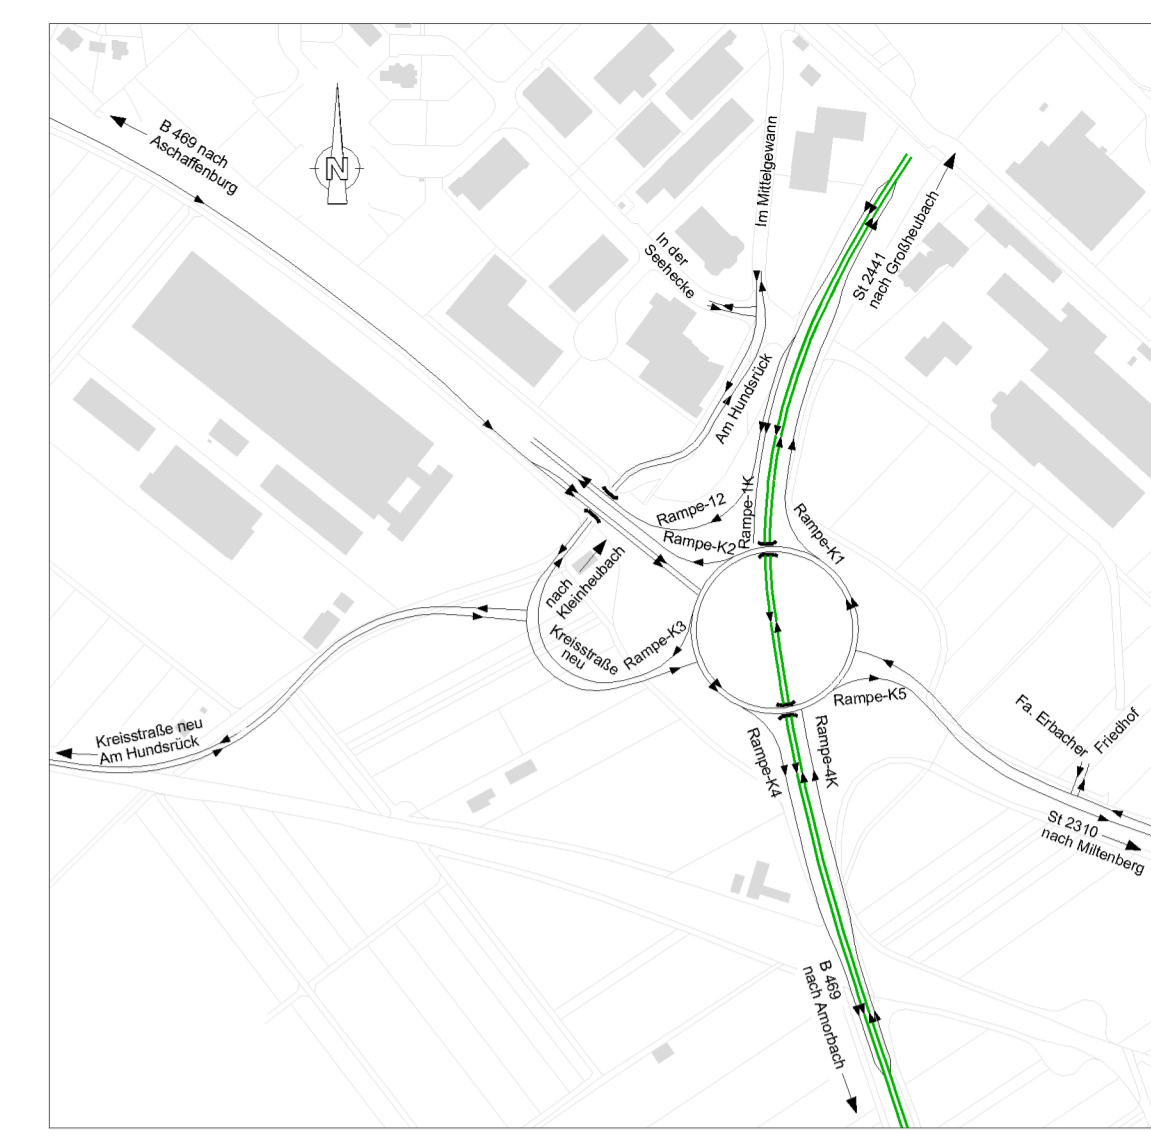 B 469 nach
Aschaffenburg
N
Im Mittelgewann
In der
Seehecke
St 2441
nach Großheubach
Am Hundsrück
Rampe-12
Rampe-1K
Rampe-K2
Rampe-K1
nach
Kleinheubach
Kreisstraße
neu
Rampe-K3
Rampe-K5
Kreisstraße neu
Am Hundsrück
Rampe-K4
Rampe-4K
Fa. Erbacher
Friedhof
St 2310
nach Miltenberg
B 469
nach Amorbach